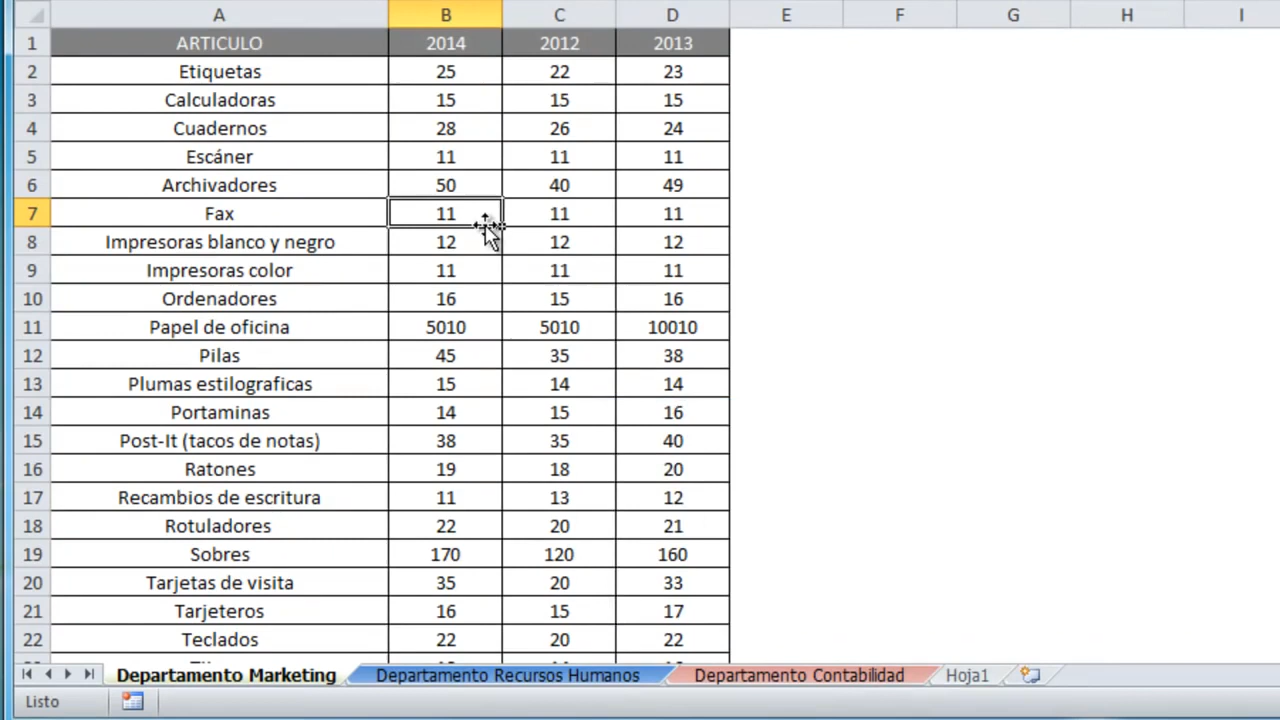 A B C D E F G H I
1 ARTICULO 2014 2012 2013
2 Etiquetas 25 22 23
3 Calculadoras 15 15 15
4 Cuadernos 28 26 24
5 Escáner 11 11 11
6 Archivadores 50 40 49
7 Fax 11 11 11
8 Impresoras blanco y negro 12 12 12
9 Impresoras color 11 11 11
10 Ordenadores 16 15 16
11 Papel de oficina 5010 5010 10010
12 Pilas 45 35 38
13 Plumas estilograficas 15 14 14
14 Portaminas 14 15 16
15 Post-It (tacos de notas) 38 35 40
16 Ratones 19 18 20
17 Recambios de escritura 11 13 12
18 Rotuladores 22 20 21
19 Sobres 170 120 160
20 Tarjetas de visita 35 20 33
21 Tarjeteros 16 15 17
22 Teclados 22 20 22
Departamento Marketing Departamento Recursos Humanos Departamento Contabilidad Hoja1
Listo